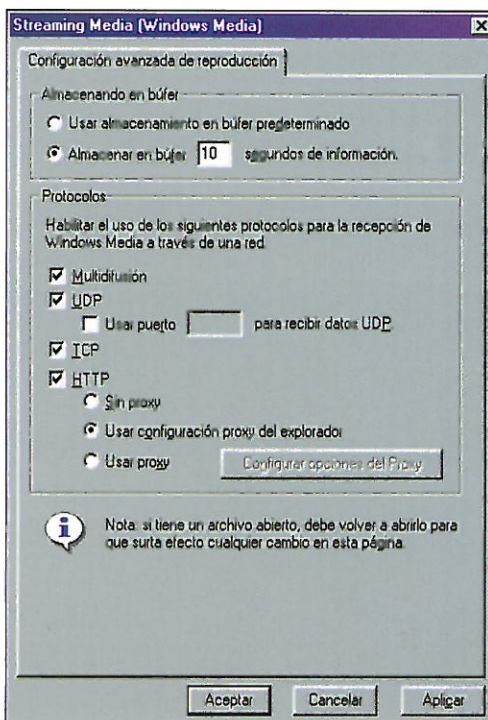 Streaming Media (Windows Media)
Configuración avanzada de reproducción
Almacenando en búfer
Usar almacenamiento en búfer predeterminado
Almacenar en búfer 10 segundos de información.
Protocolos
Habilitar el uso de los siguientes protocolos para la recepción de
Windows Media a través de una red.
Multidifusión
UDP
Usar puerto para recibir datos UDP.
TCP
HTTP
Sin proxy
Usar configuración proxy del explorador
Usar proxy Configurar opciones del Proxy
Nota: si tiene un archivo abierto, debe volver a abrirlo para
que surta efecto cualquier cambio en esta página.
Aceptar Cancelar Aplicar